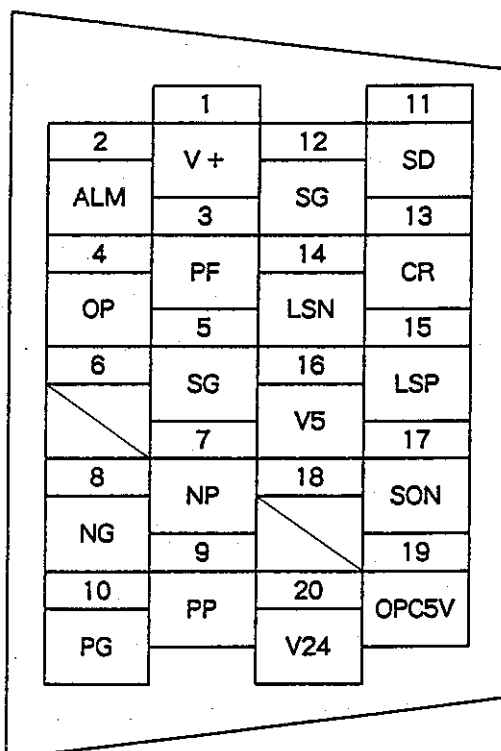 1 11
2 12
V+ SD
ALM SG
3 13
4 14
PF CR
OP LSN
5 15
6 16
SG LSP
V5
7 17
8 18
NP SON
NG
9 19
10 20
PP OPC5V
PG V24